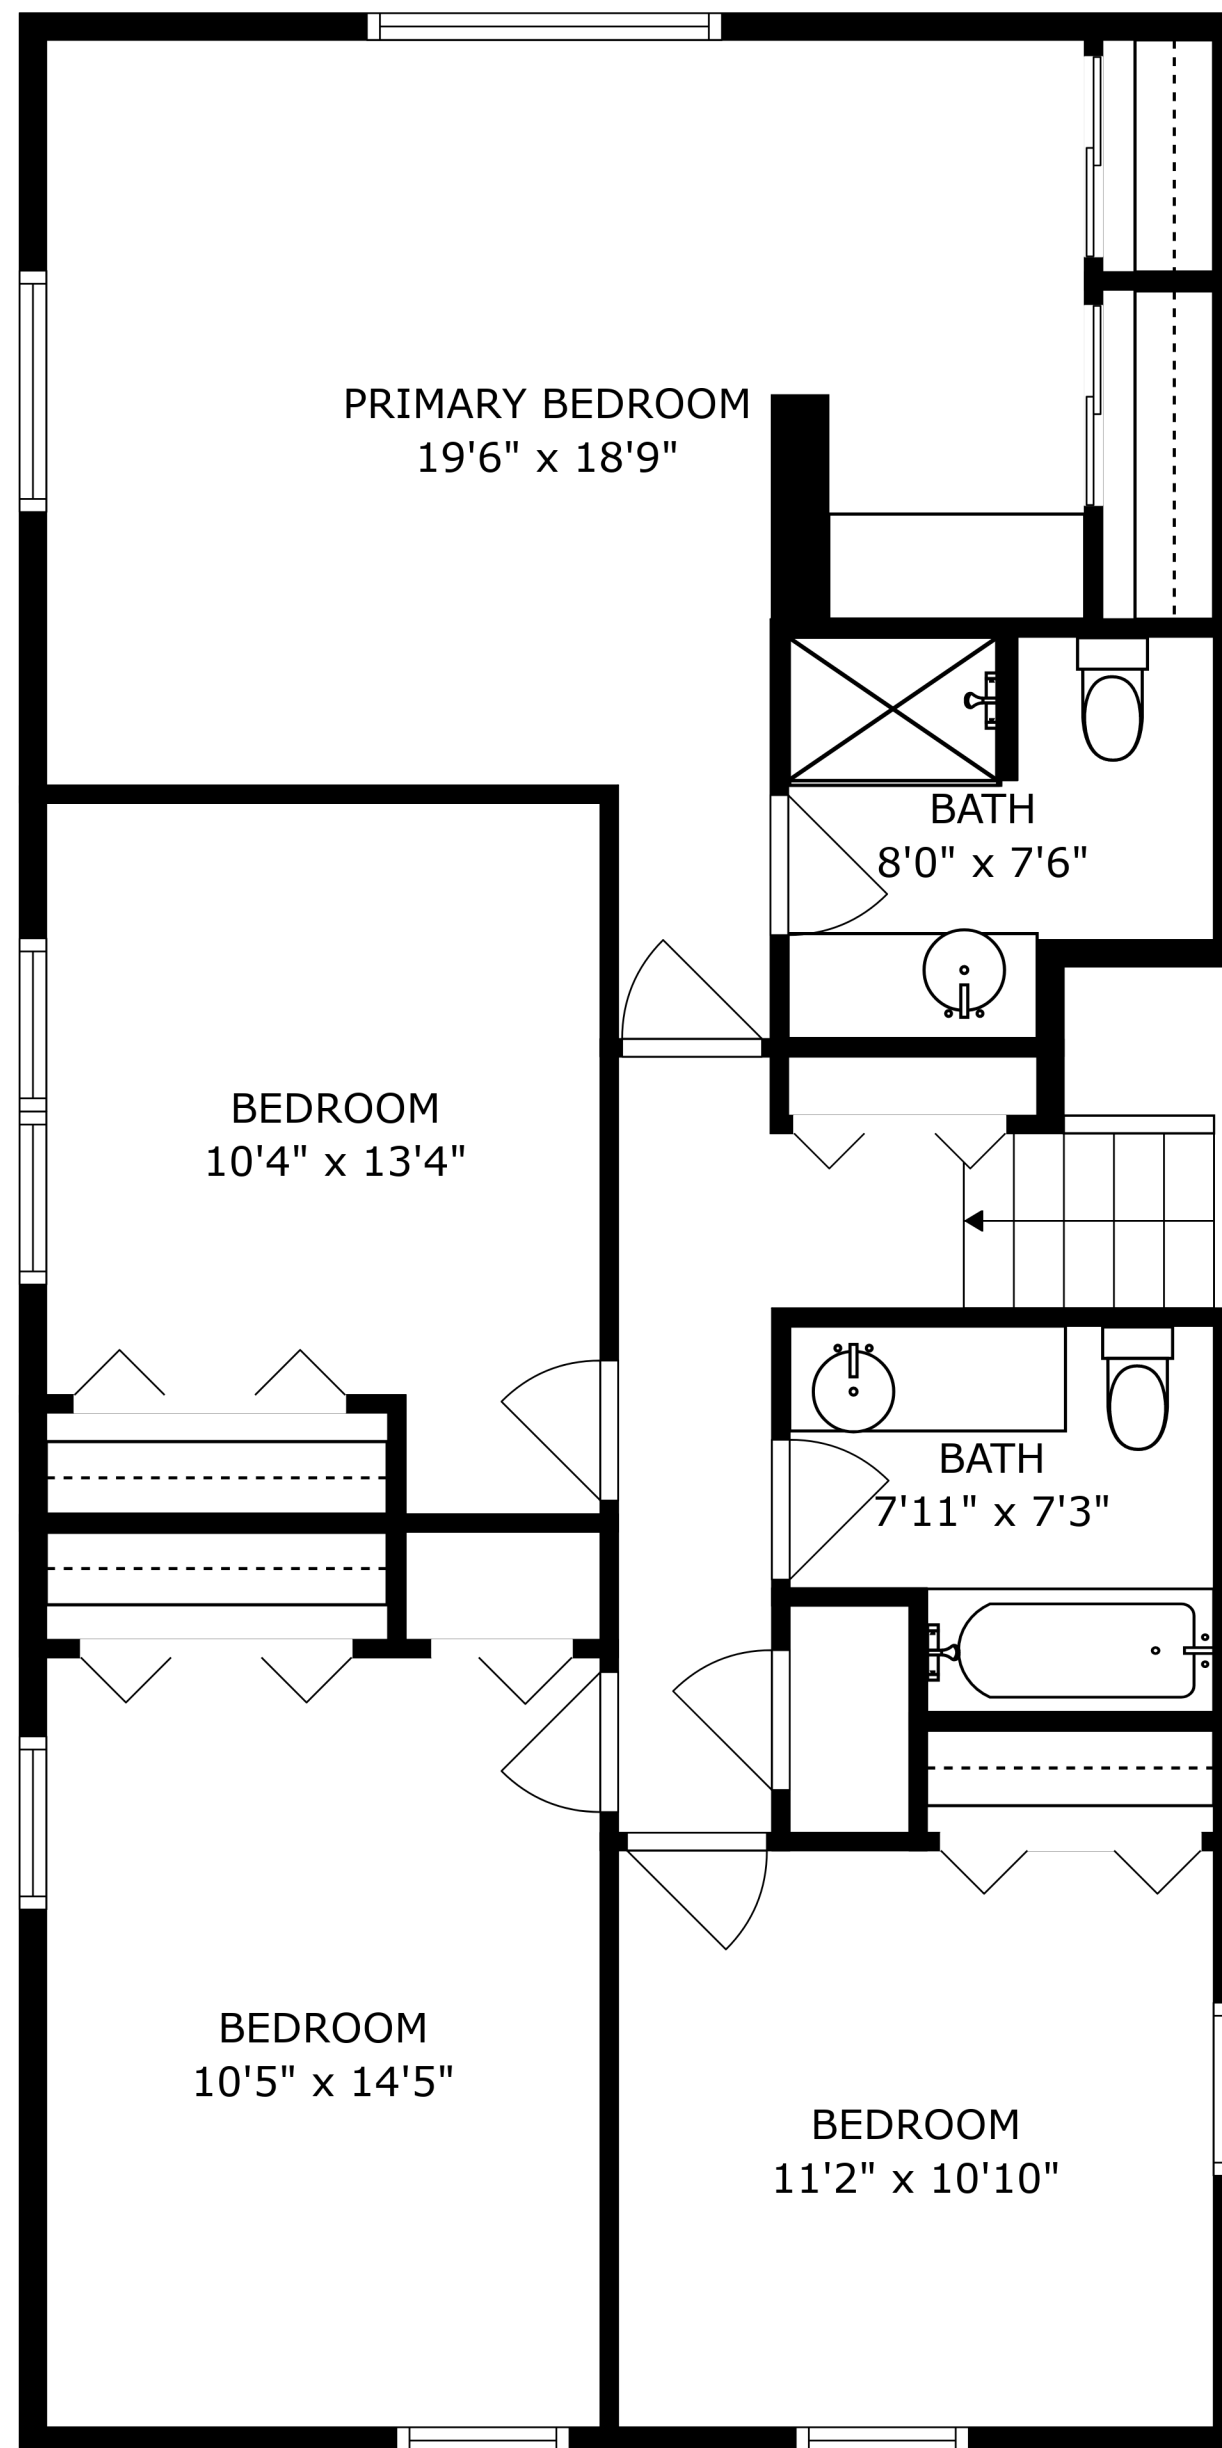 PRIMARY BEDROOM
19'6" x 18'9"
BATH
8'0" x 7'6"
BEDROOM
10'4" x 13'4"
BATH
7'11" x 7'3"
BEDROOM
10'5" x 14'5"
BEDROOM
11'2" x 10'10"